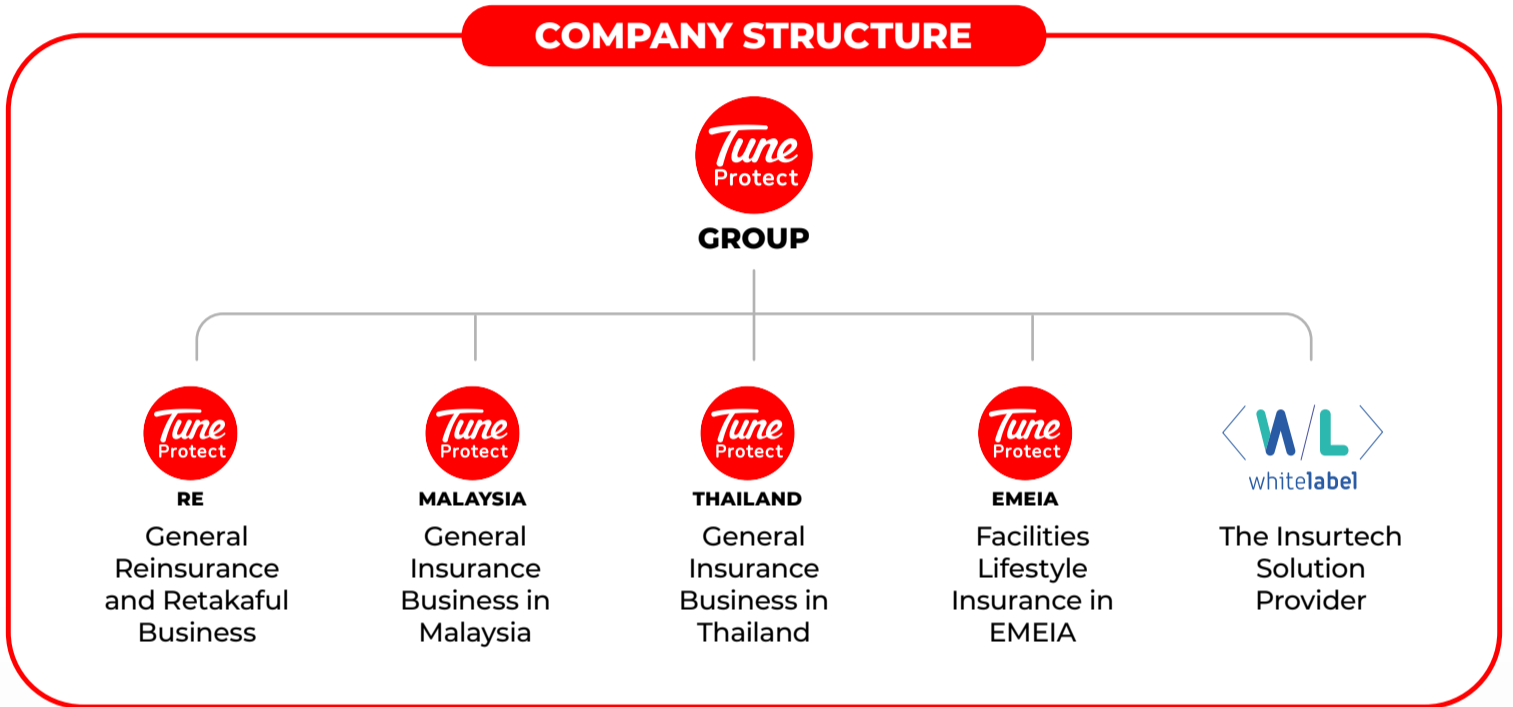 COMPANY STRUCTURE
Tune
Protect
GROUP
Tune
Protect
RE
General
Reinsurance
and Retakaful
Business
Tune
Protect
MALAYSIA
General
Insurance
Business in
Malaysia
Tune
Protect
THAILAND
General
Insurance
Business in
Thailand
Tune
Protect
EMEIA
Facilities
Lifestyle
Insurance in
EMEIA
<W/L>
whitelabel
The Insurtech
Solution
Provider